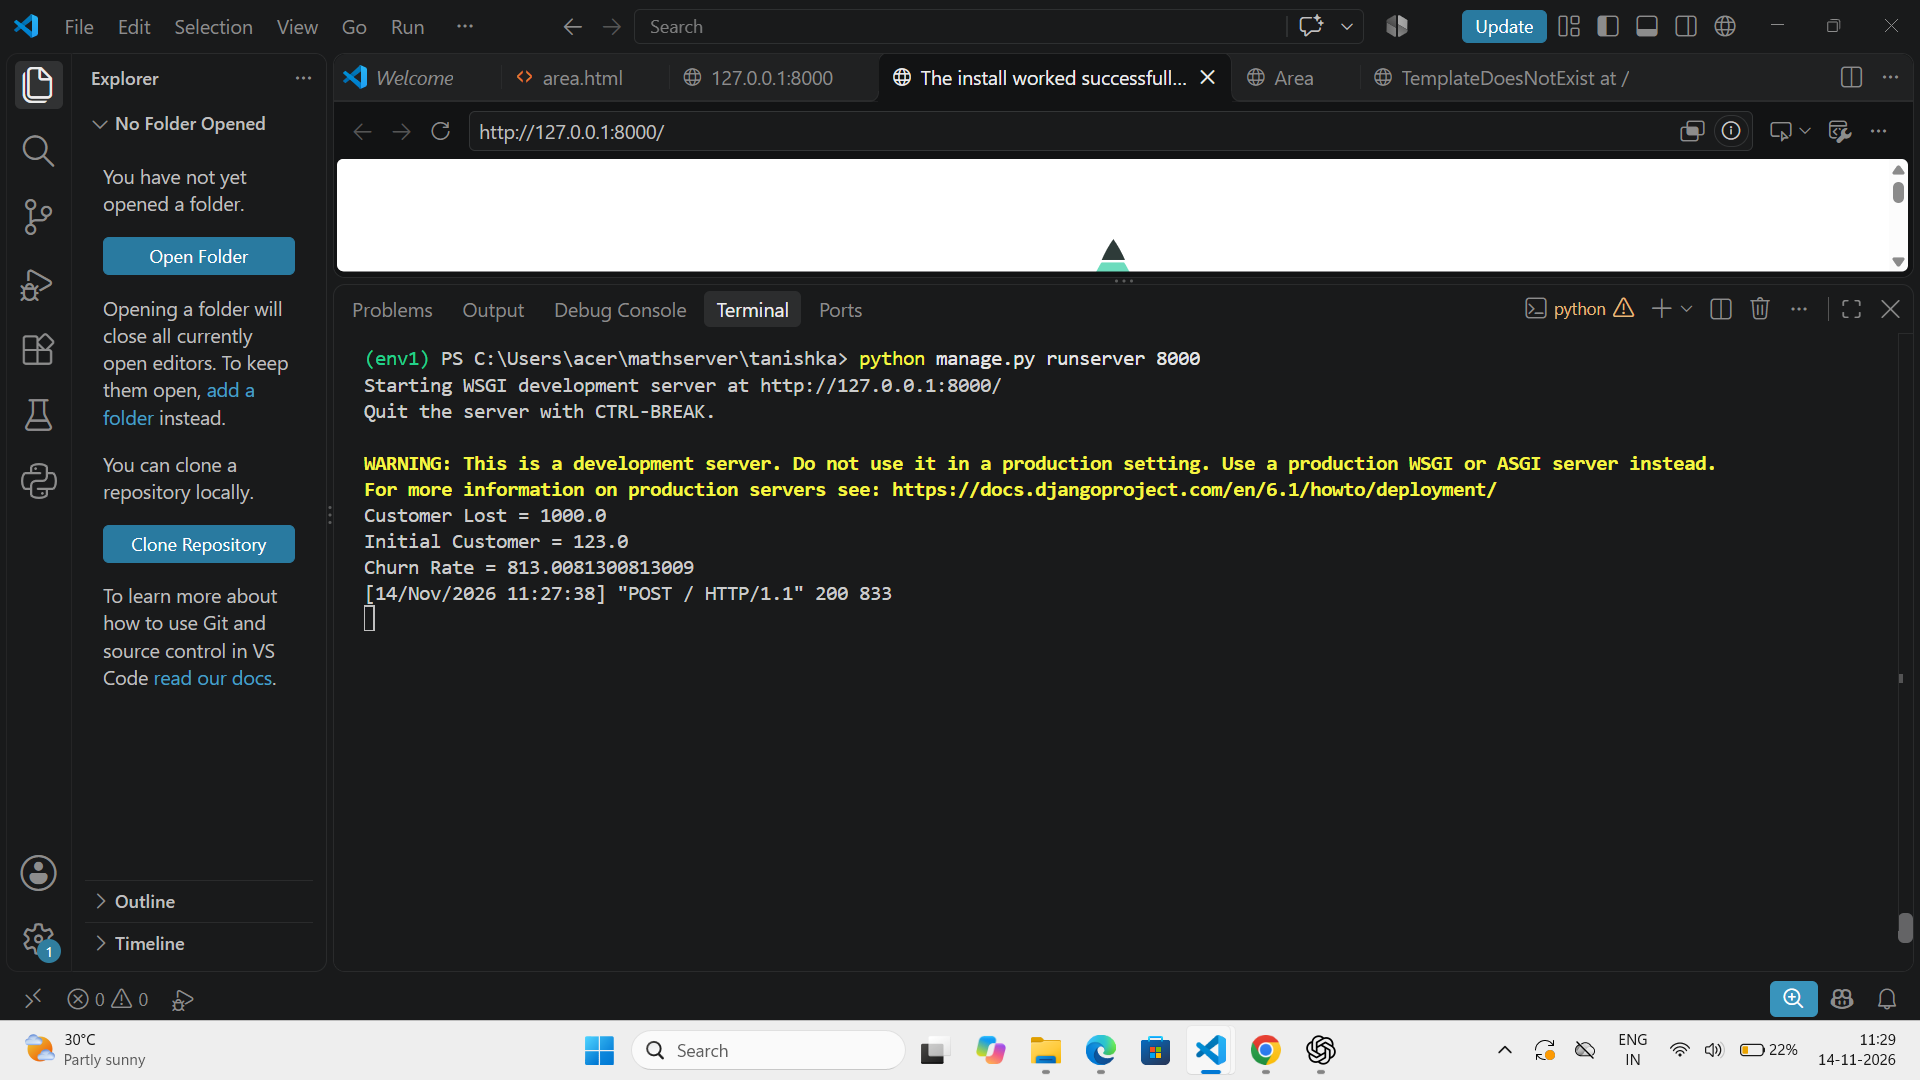 File Edit Selection View Go Run ··· Search Update
Explorer ···
Welcome area.html 127.0.0.1:8000 The install worked successfull... Area TemplateDoesNotExist at / ···
No Folder Opened
http://127.0.0.1:8000/
You have not yet
opened a folder.
Open Folder
Opening a folder will
close all currently
open editors. To keep
them open, add a
folder instead.
You can clone a
repository locally.
Clone Repository
To learn more about
how to use Git and
source control in VS
Code read our docs.
Outline
Timeline
1
Problems Output Debug Console Terminal Ports python
(env1) PS C:\Users\acer\mathserver\tanishka> python manage.py runserver 8000
Starting WSGI development server at http://127.0.0.1:8000/
Quit the server with CTRL-BREAK.
WARNING: This is a development server. Do not use it in a production setting. Use a production WSGI or ASGI server instead.
For more information on production servers see: https://docs.djangoproject.com/en/6.1/howto/deployment/
Customer Lost = 1000.0
Initial Customer = 123.0
Churn Rate = 813.0081300813009
[14/Nov/2026 11:27:38] "POST / HTTP/1.1" 200 833
0 0
30°C
Partly sunny
Search
ENG
IN
22%
11:29
14-11-2026